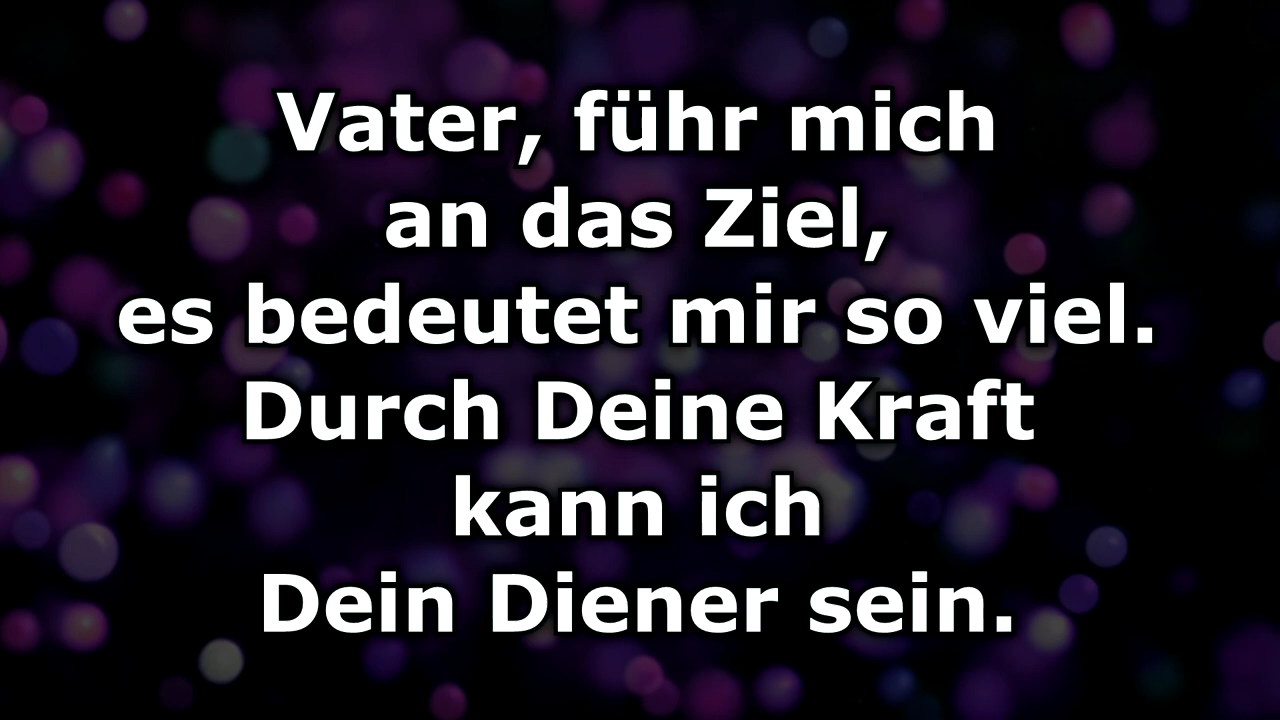 Vater, führ mich
an das Ziel,
es bedeutet mir so viel.
Durch Deine Kraft
kann ich
Dein Diener sein.